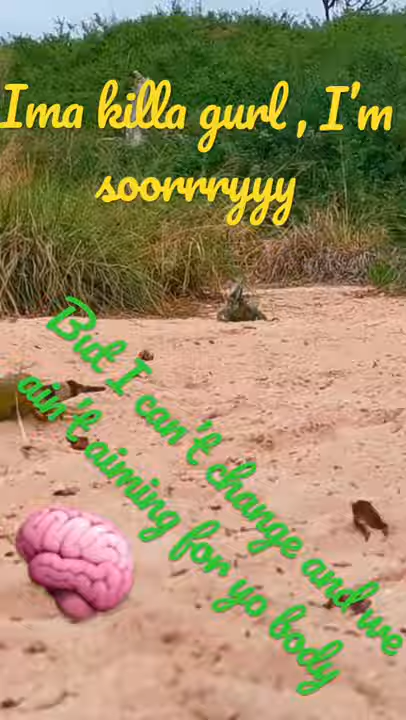 Ima killa gurl , I'm
soorrryyy
But I can't change and we
ain't aiming for yo body